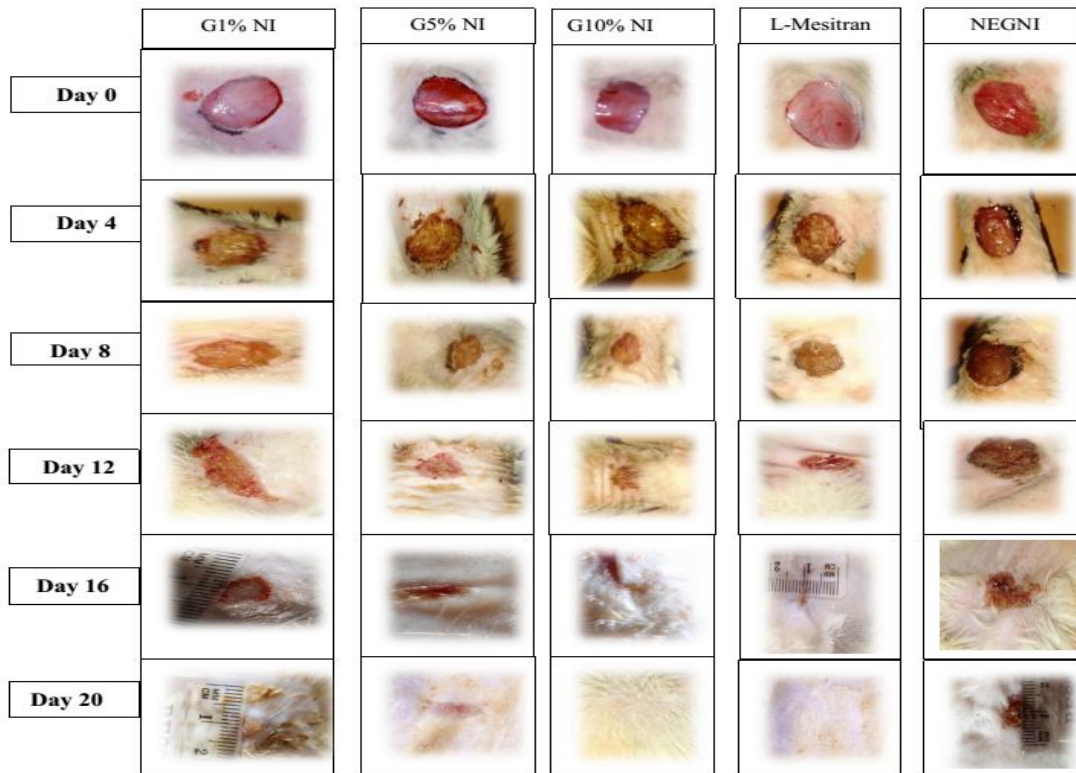 G1% NI G5% NI G10% NI L-Mesitran NEGNI
Day 0
Day 4
Day 8
Day 12
Day 16
Day 20